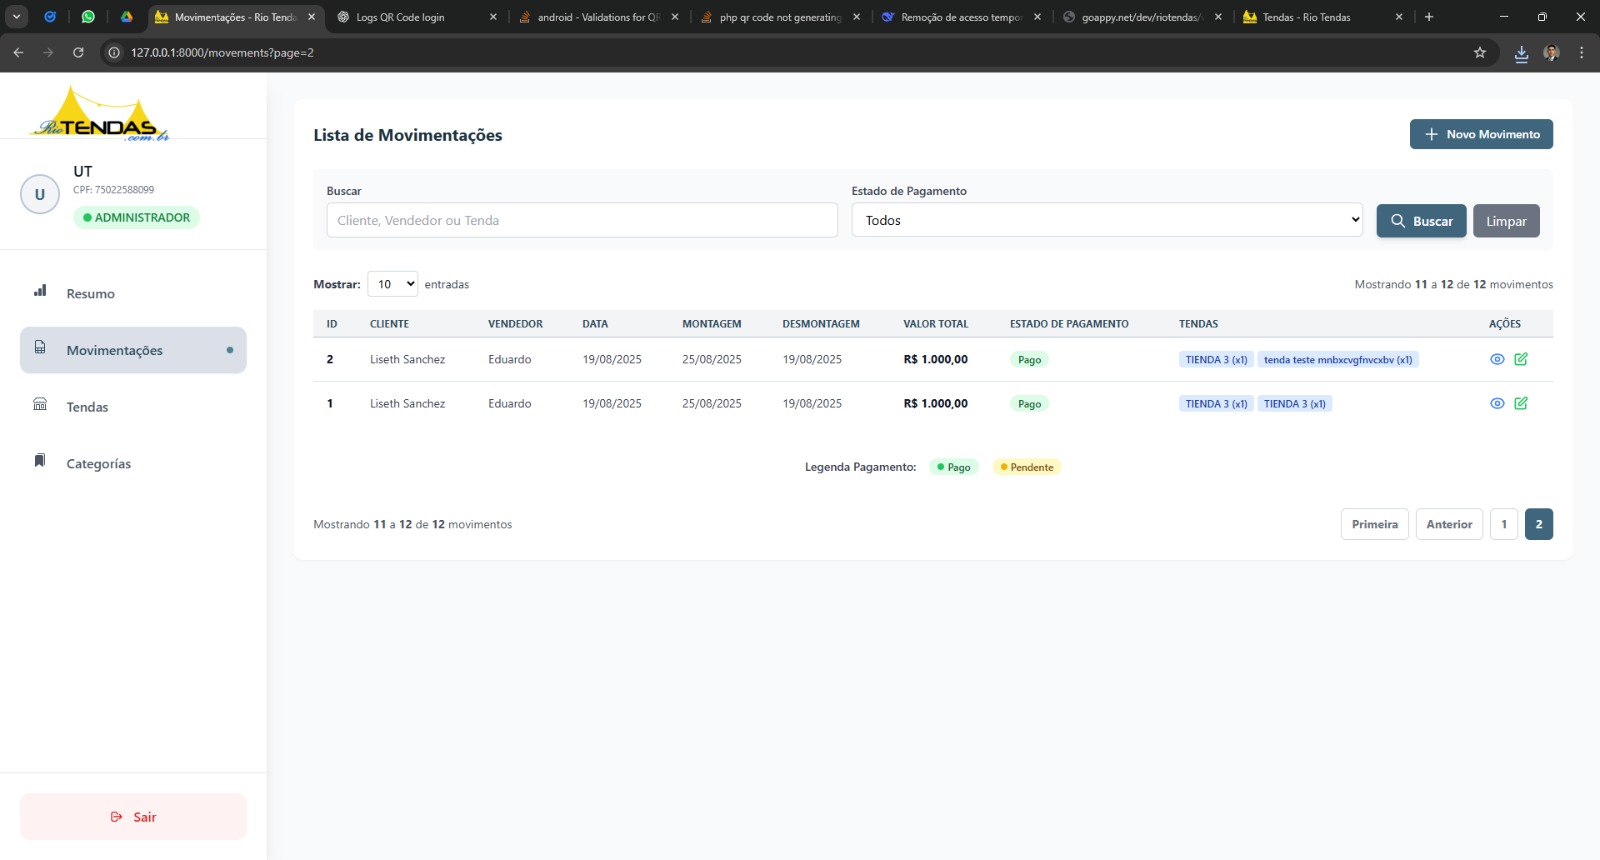 Movimentações - Rio Tenda
Logs QR Code login
android - Validations for QR
php qr code not generating
Remoção de acesso tempo
goappy.net/dev/riotendas/
Tendas - Rio Tendas
127.0.0.1:8000/movements?page=2
Rio TENDAS .com.br
Lista de Movimentações
Novo Movimento
U
UT
CPF: 75022588099
ADMINISTRADOR
Resumo
Movimentações
Tendas
Categorías
Sair
Buscar
Estado de Pagamento
Cliente, Vendedor ou Tenda
Todos
Buscar
Limpar
Mostrar: 10 entradas
Mostrando 11 a 12 de 12 movimentos
ID CLIENTE VENDEDOR DATA MONTAGEM DESMONTAGEM VALOR TOTAL ESTADO DE PAGAMENTO TENDAS AÇÕES
2 Liseth Sanchez Eduardo 19/08/2025 25/08/2025 19/08/2025 R$ 1.000,00 Pago TIENDA 3 (x1) tenda teste mnbxcvgfnvcxbv (x1)
1 Liseth Sanchez Eduardo 19/08/2025 25/08/2025 19/08/2025 R$ 1.000,00 Pago TIENDA 3 (x1) TIENDA 3 (x1)
Legenda Pagamento: Pago Pendente
Mostrando 11 a 12 de 12 movimentos
Primeira Anterior 1 2